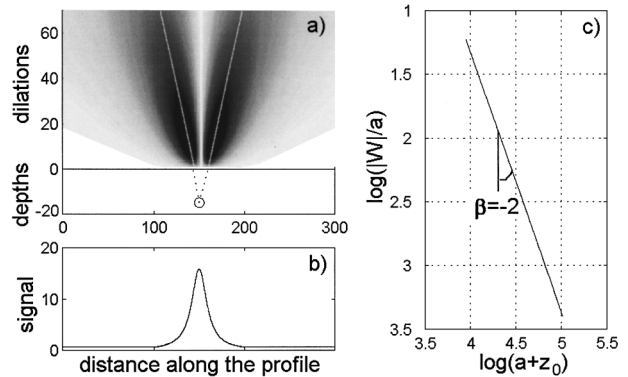 a)
dilations
60
40
20
0
depths
0
-20
0 100 200 300
b)
signal
20
10
0
distance along the profile
c)
log(|W|/a)
1
1.5
2
2.5
3
3.5
β=-2
3.5 4 4.5 5 5.5
log(a+z₀)